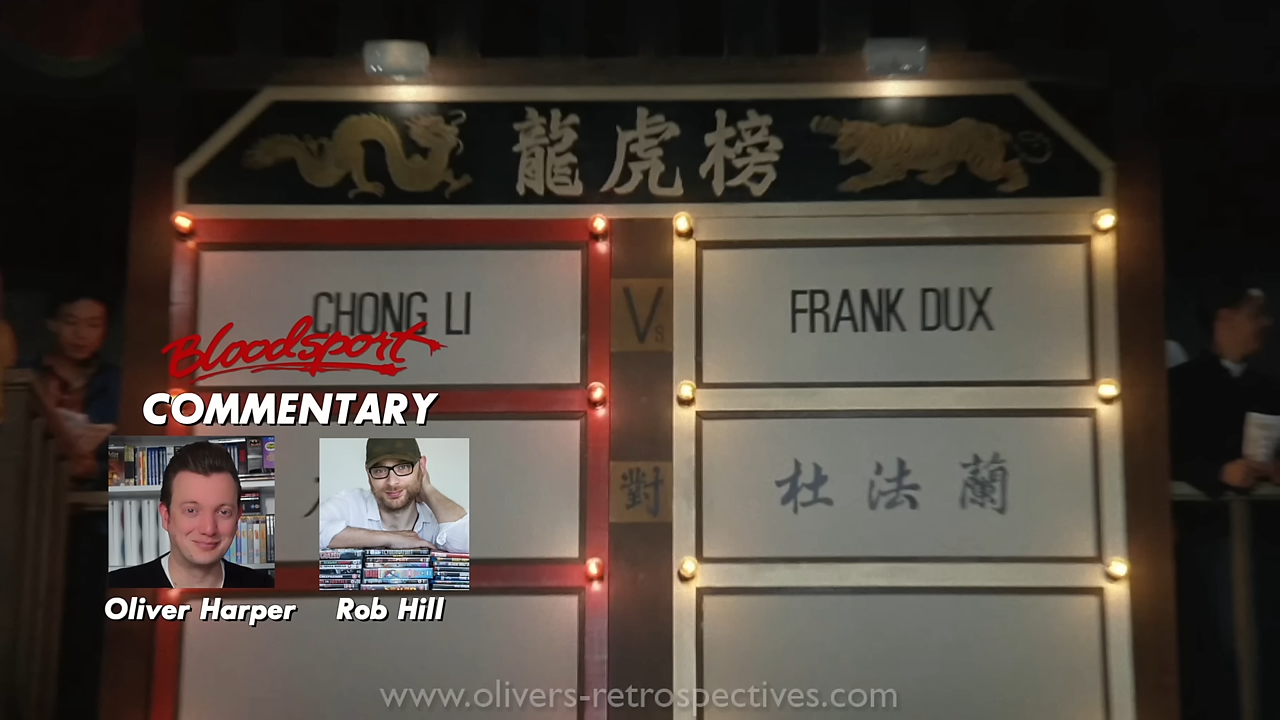 龍虎榜
CHONG LI
Vs
FRANK DUX
Bloodsport
COMMENTARY
對
杜法蘭
Oliver Harper
Rob Hill
www.olivers-retrospectives.com